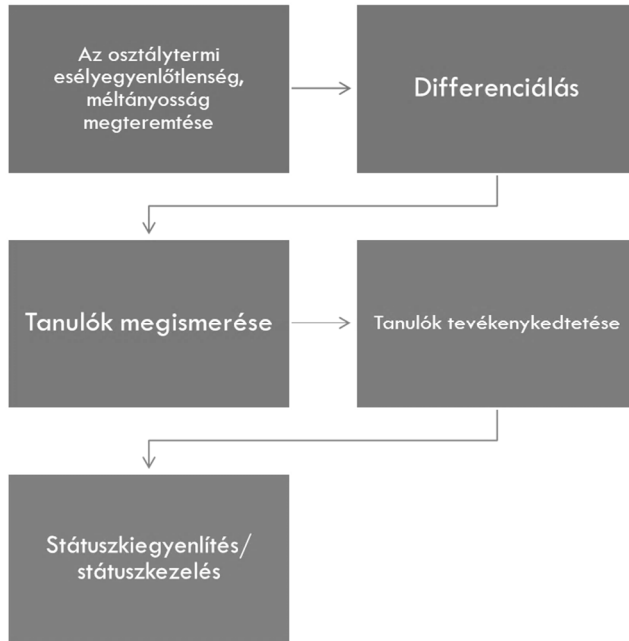 Az osztálytermi
esélyegyenlőtlenség,
méltányosság
megteremtése
Differenciálás
Tanulók megismerése
Tanulók tevékenykedtetése
Státuszkiegyenlítés/
státuszkezelés